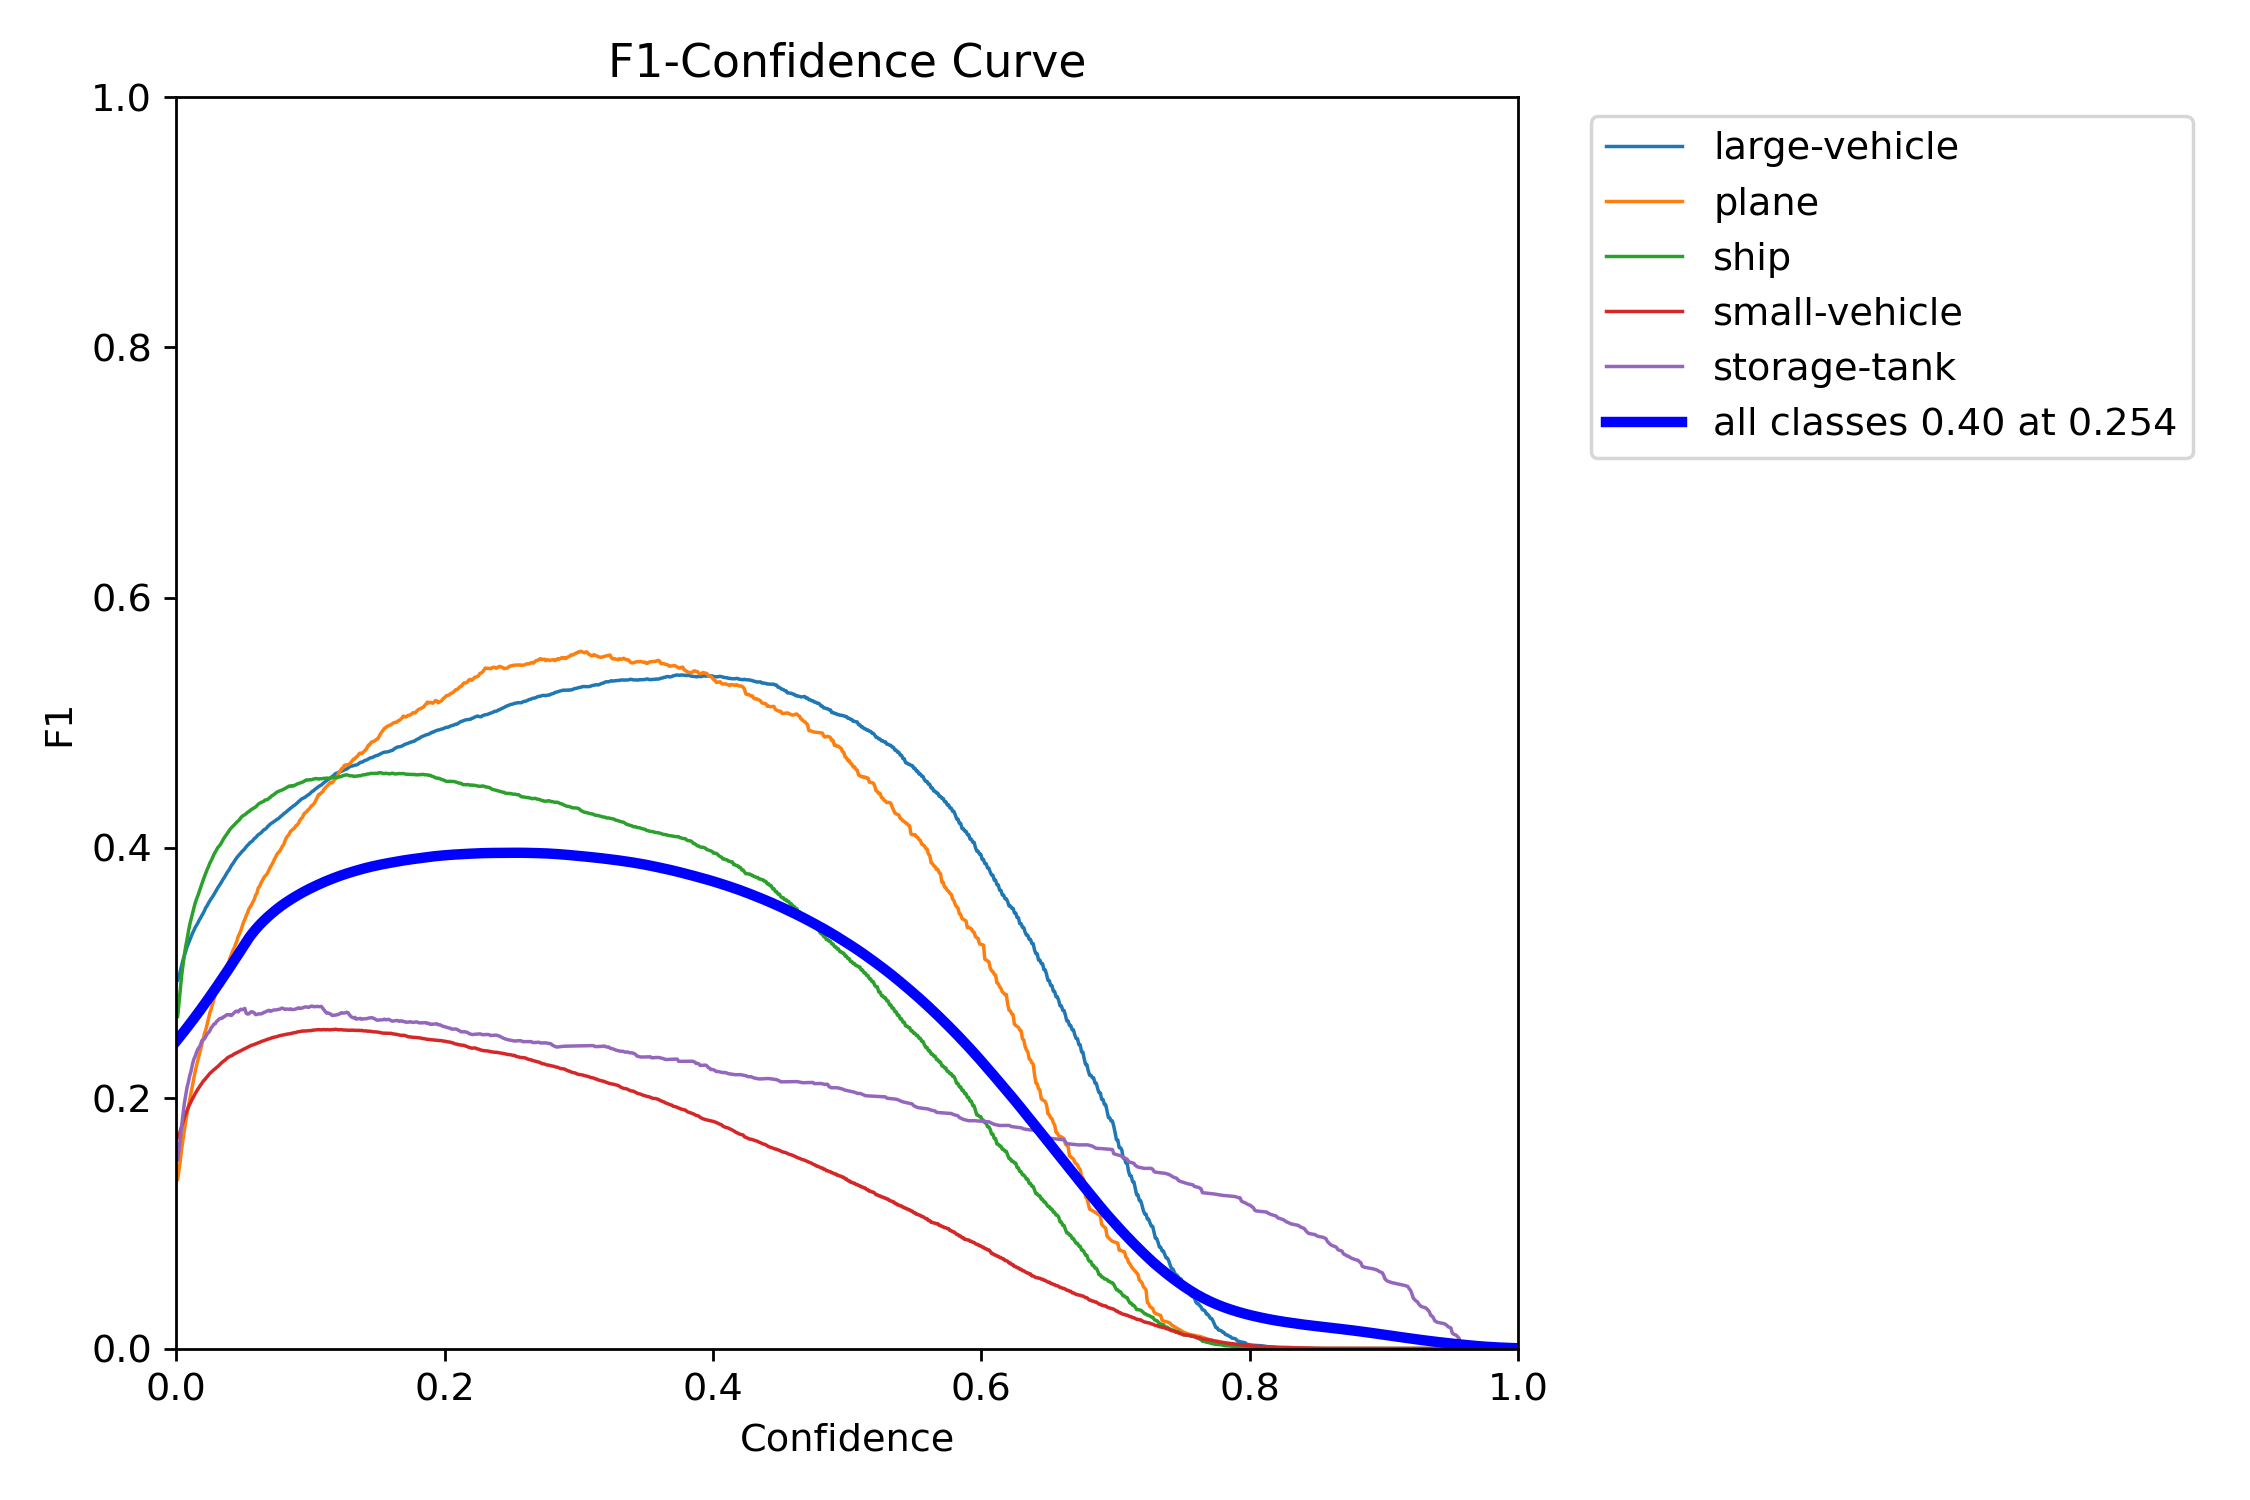 F1-Confidence Curve
1.0
0.8
0.6
0.4
0.2
0.0
F1
0.0 0.2 0.4 0.6 0.8 1.0
Confidence
large-vehicle
plane
ship
small-vehicle
storage-tank
all classes 0.40 at 0.254